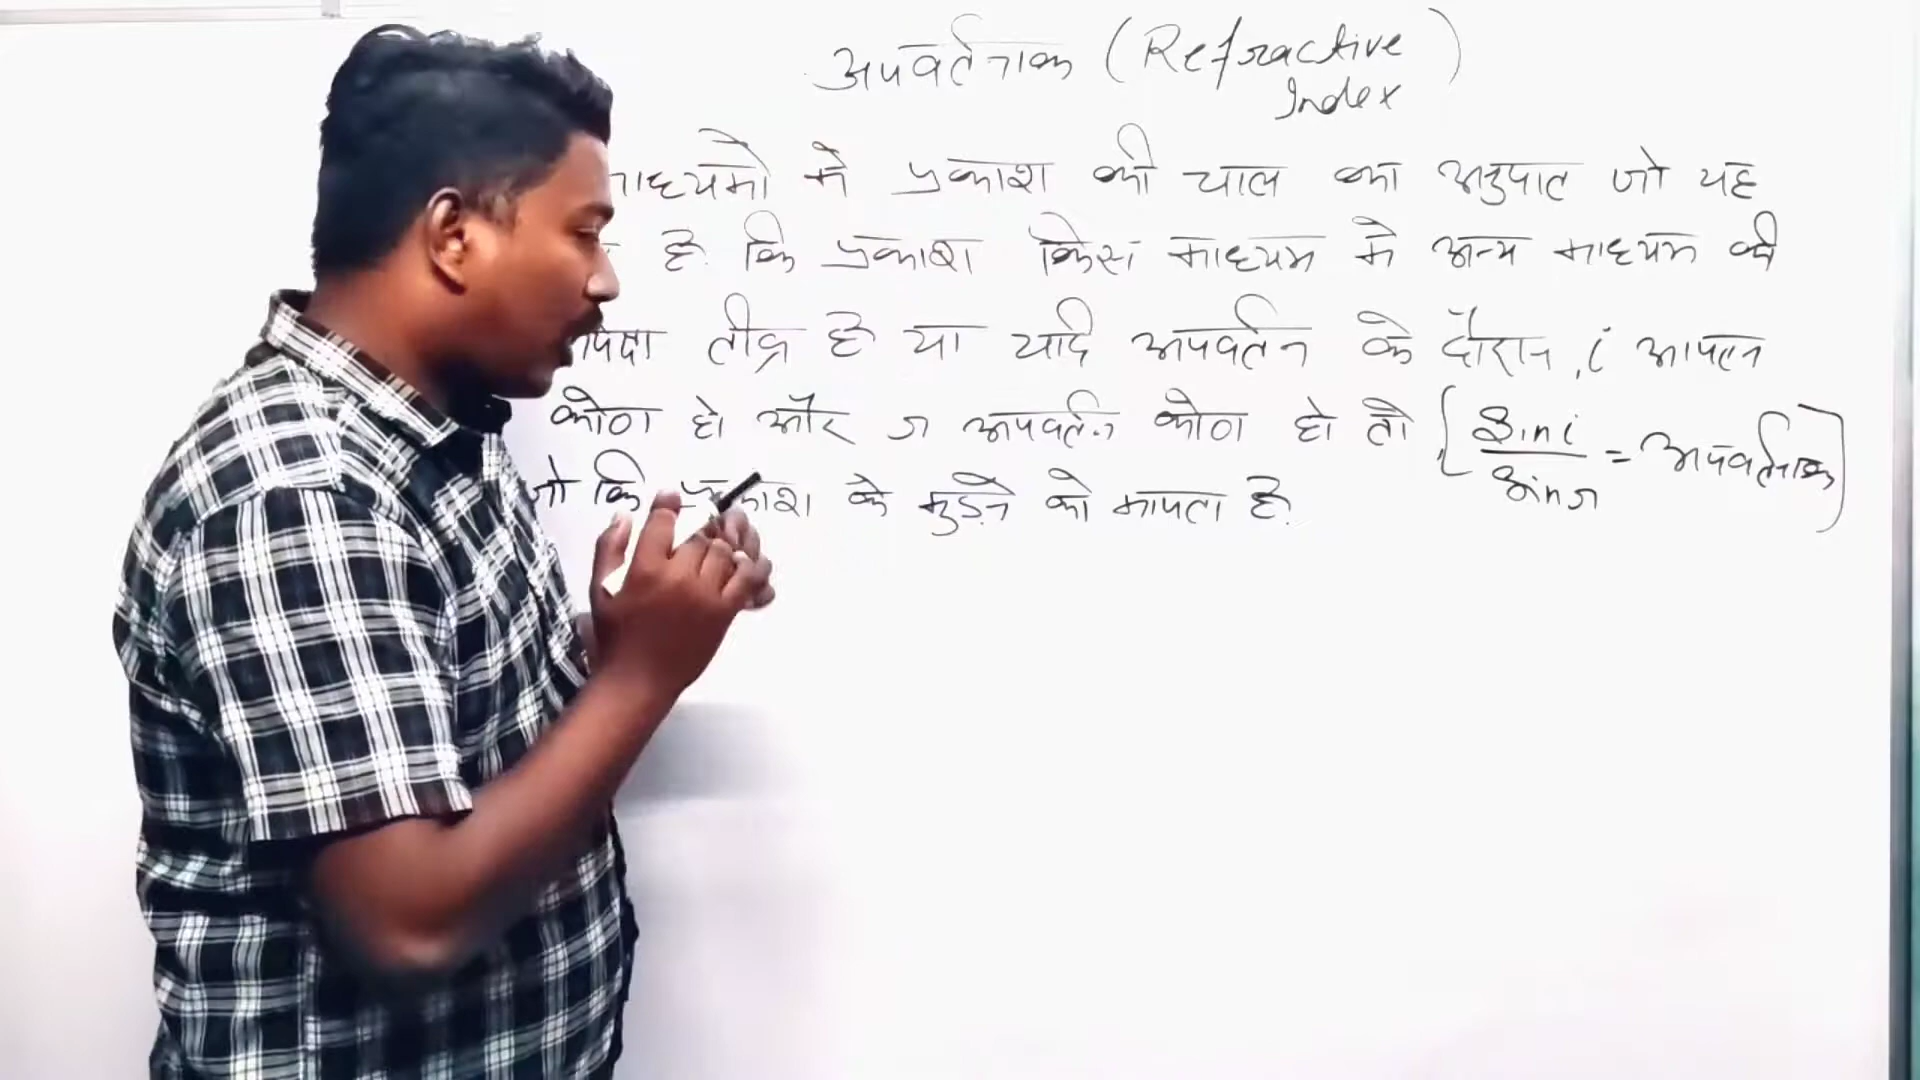 अपवर्तनांक (Refractive
Index)
माध्यमों में प्रकाश की चाल का अनुपात जो यह
है कि प्रकाश किस माध्यम में अन्य माध्यम की
तीव्र है या यदि अपवर्तन के दौरान, i आपतन
कोण हो और r अपवर्तन कोण हो तो [sin i / sin r = अपवर्तनांक]
जो कि प्रकाश के मुड़ने को मापता है.